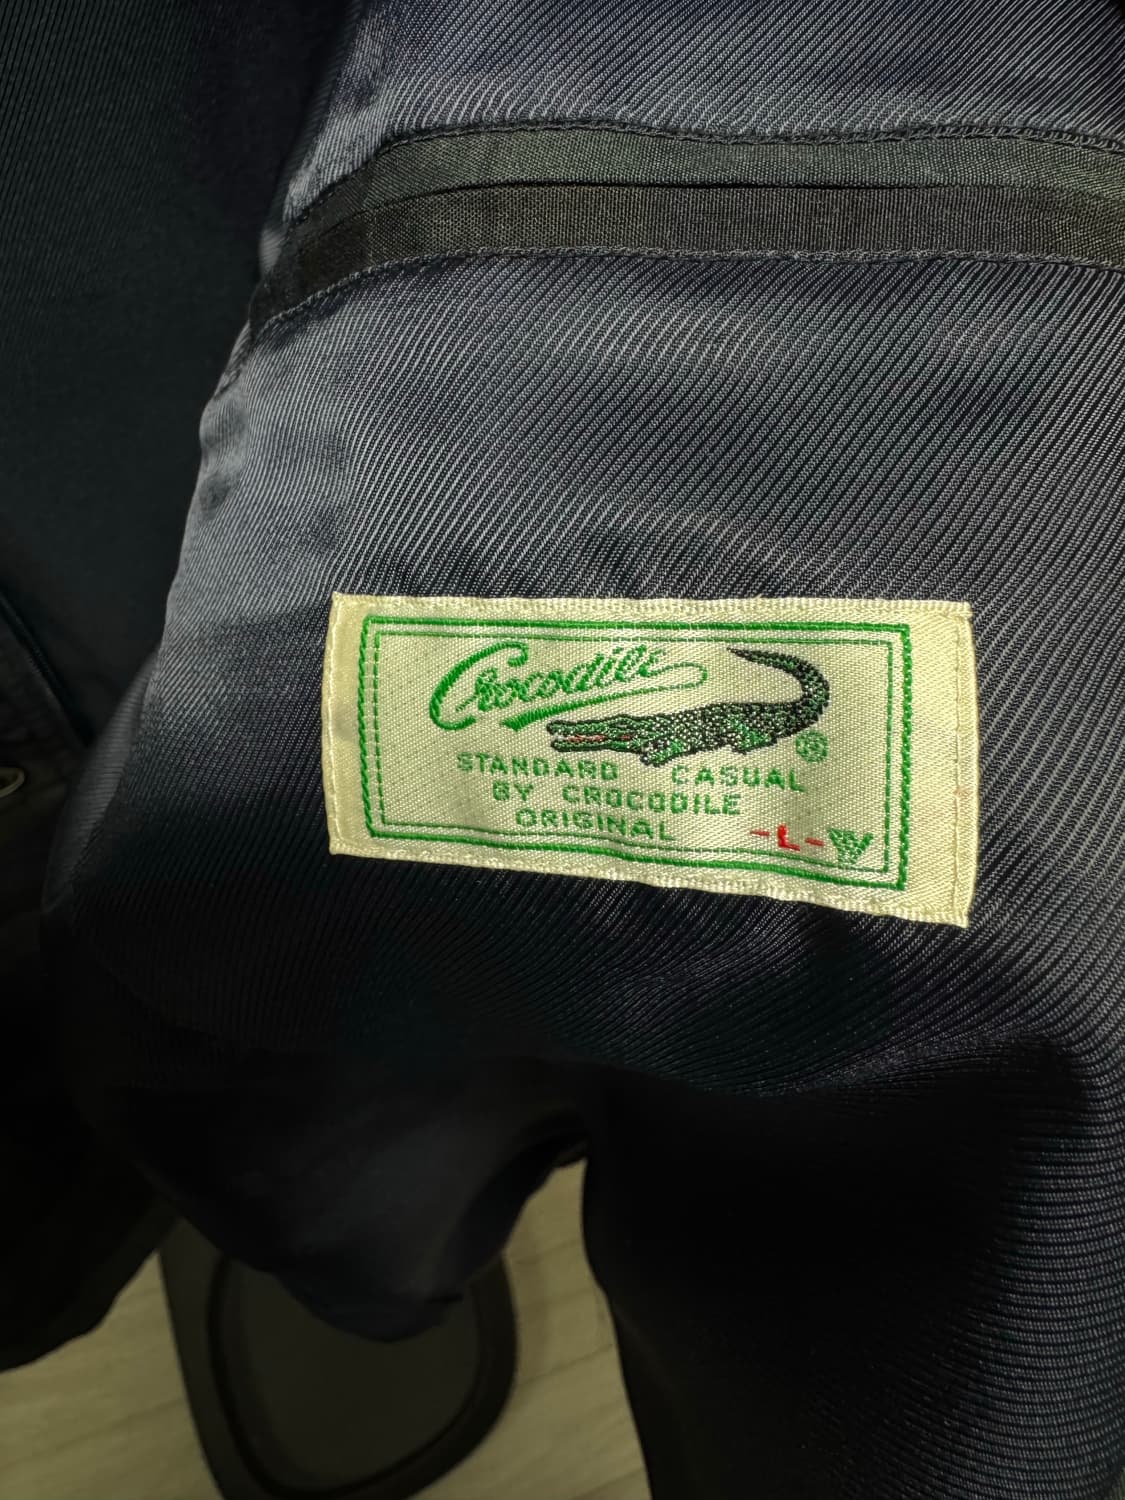 Crocodile
®
STANDARD CASUAL
BY CROCODILE
ORIGINAL
-L-